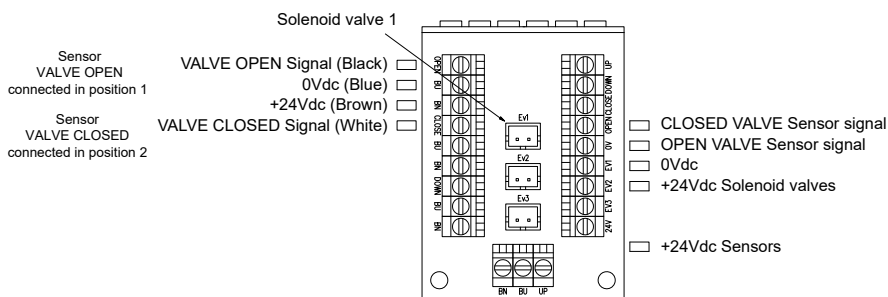 Solenoid valve 1
Sensor
VALVE OPEN
connected in position 1
Sensor
VALVE CLOSED
connected in position 2
VALVE OPEN Signal (Black)
0Vdc (Blue)
+24Vdc (Brown)
VALVE CLOSED Signal (White)
OPEN
BU
BN
CLOSE
BU
BN
DOWN
BU
BN
Ev1
Ev2
Ev3
UP
DOWN
CLOSE
OPEN
0V
EV1
EV2
EV3
24V
CLOSED VALVE Sensor signal
OPEN VALVE Sensor signal
0Vdc
+24Vdc Solenoid valves
+24Vdc Sensors
BN BU UP